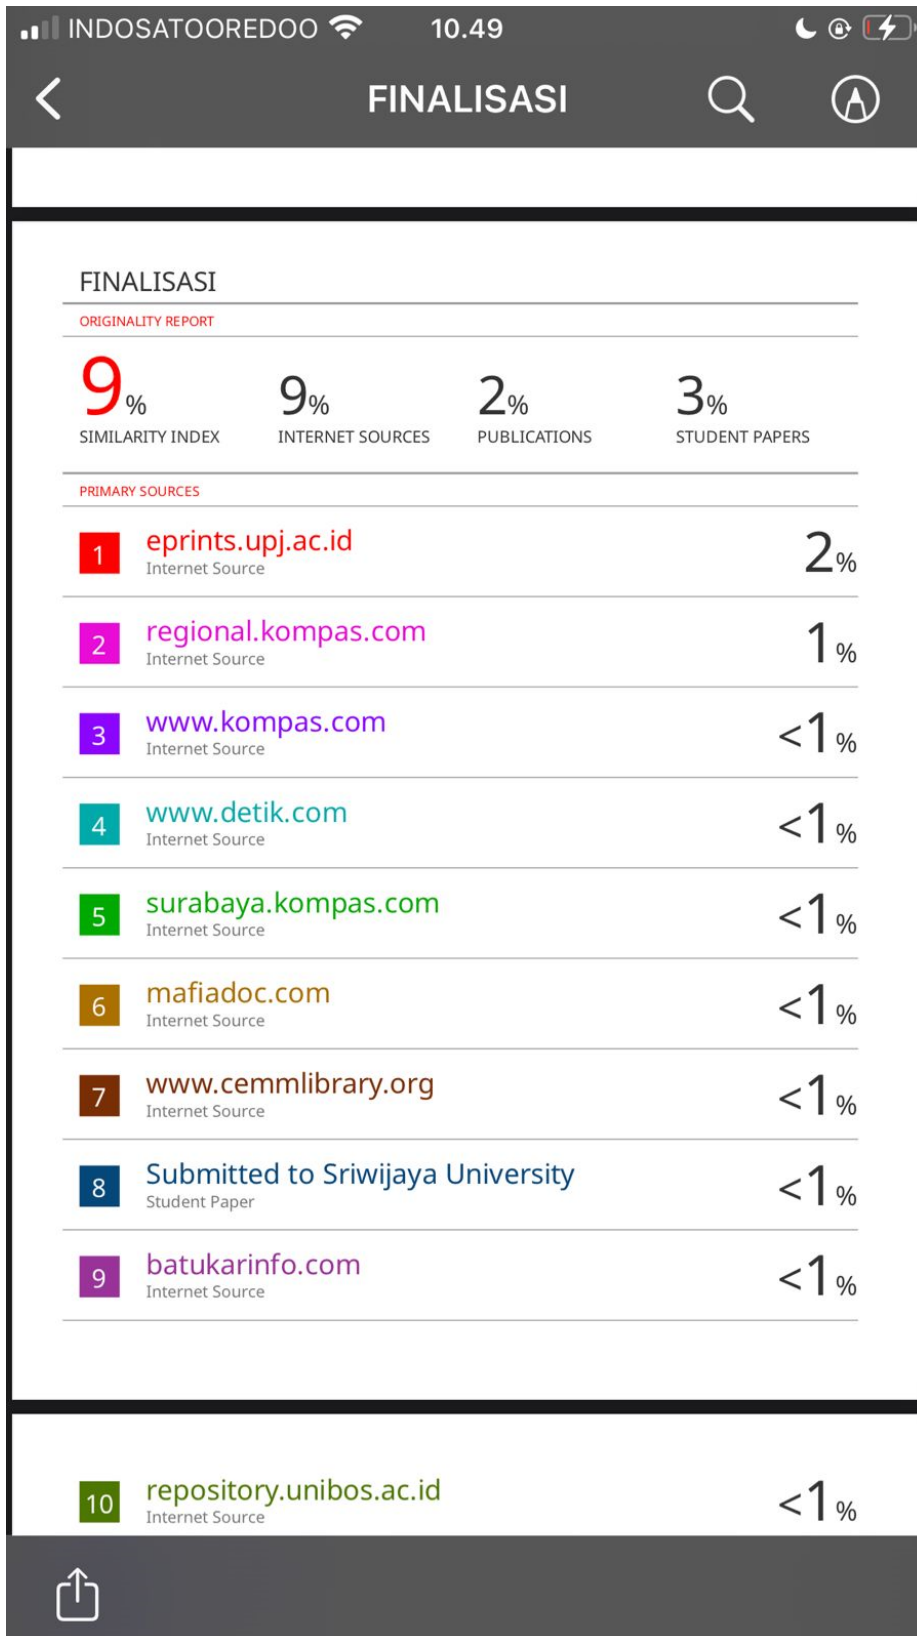 INDOSATOOREDOO 10.49
FINALISASI
FINALISASI
ORIGINALITY REPORT
9% 9% 2% 3%
SIMILARITY INDEX INTERNET SOURCES PUBLICATIONS STUDENT PAPERS
PRIMARY SOURCES
1 eprints.upj.ac.id 2%
Internet Source
2 regional.kompas.com 1%
Internet Source
3 www.kompas.com <1%
Internet Source
4 www.detik.com <1%
Internet Source
5 surabaya.kompas.com <1%
Internet Source
6 mafiadoc.com <1%
Internet Source
7 www.cemmlibrary.org <1%
Internet Source
8 Submitted to Sriwijaya University <1%
Student Paper
9 batukarinfo.com <1%
Internet Source
10 repository.unibos.ac.id <1%
Internet Source